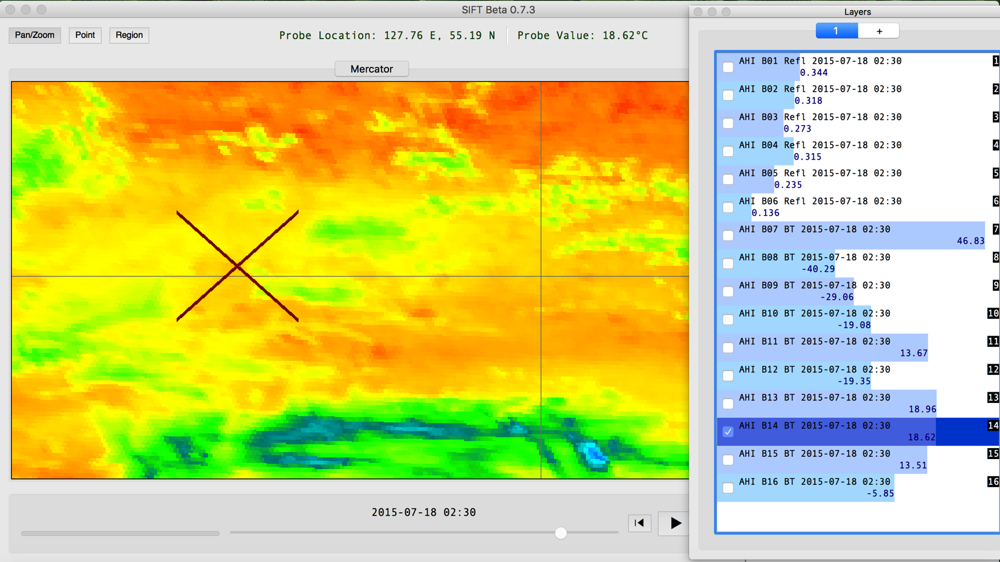 SIFT Beta 0.7.3
Pan/Zoom
Point
Region
Probe Location: 127.76 E, 55.19 N
Probe Value: 18.62°C
Mercator
2015-07-18 02:30
Layers
1
+
AHI B01 Refl 2015-07-18 02:30
1
0.344
AHI B02 Refl 2015-07-18 02:30
2
0.318
AHI B03 Refl 2015-07-18 02:30
3
0.273
AHI B04 Refl 2015-07-18 02:30
4
0.315
AHI B05 Refl 2015-07-18 02:30
5
0.235
AHI B06 Refl 2015-07-18 02:30
6
0.136
AHI B07 BT 2015-07-18 02:30
7
46.83
AHI B08 BT 2015-07-18 02:30
8
-40.29
AHI B09 BT 2015-07-18 02:30
9
-29.06
AHI B10 BT 2015-07-18 02:30
10
-19.08
AHI B11 BT 2015-07-18 02:30
11
13.67
AHI B12 BT 2015-07-18 02:30
12
-19.35
AHI B13 BT 2015-07-18 02:30
13
18.96
AHI B14 BT 2015-07-18 02:30
14
18.62
AHI B15 BT 2015-07-18 02:30
15
13.51
AHI B16 BT 2015-07-18 02:30
16
-5.85